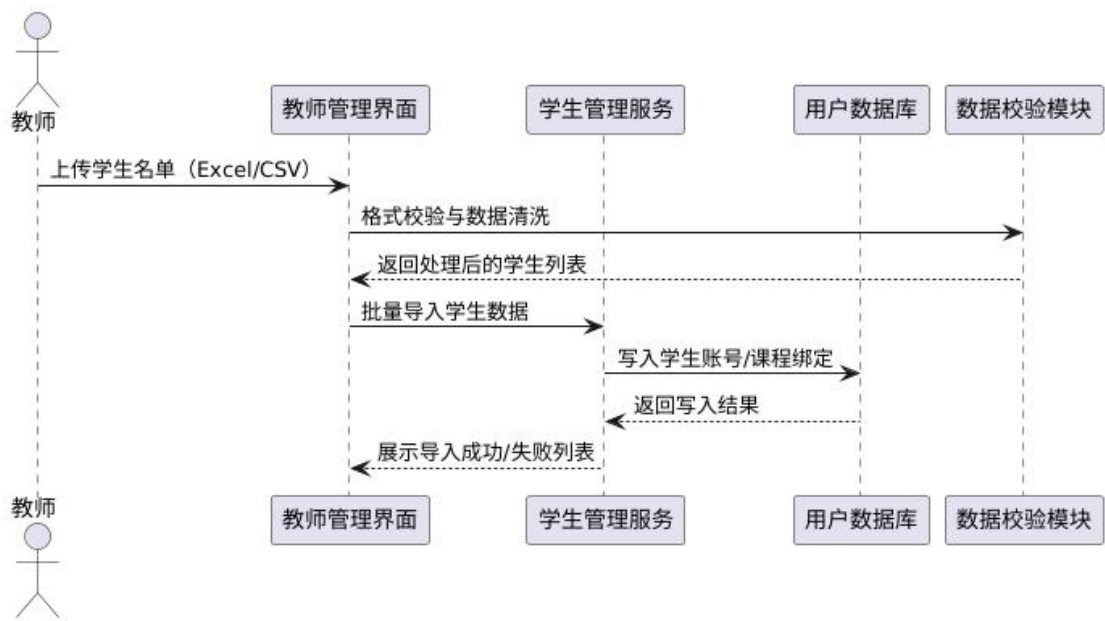 教师
教师管理界面
学生管理服务
用户数据库
数据校验模块
上传学生名单（Excel/CSV）
格式校验与数据清洗
返回处理后的学生列表
批量导入学生数据
写入学生账号/课程绑定
返回写入结果
展示导入成功/失败列表
教师
教师管理界面
学生管理服务
用户数据库
数据校验模块